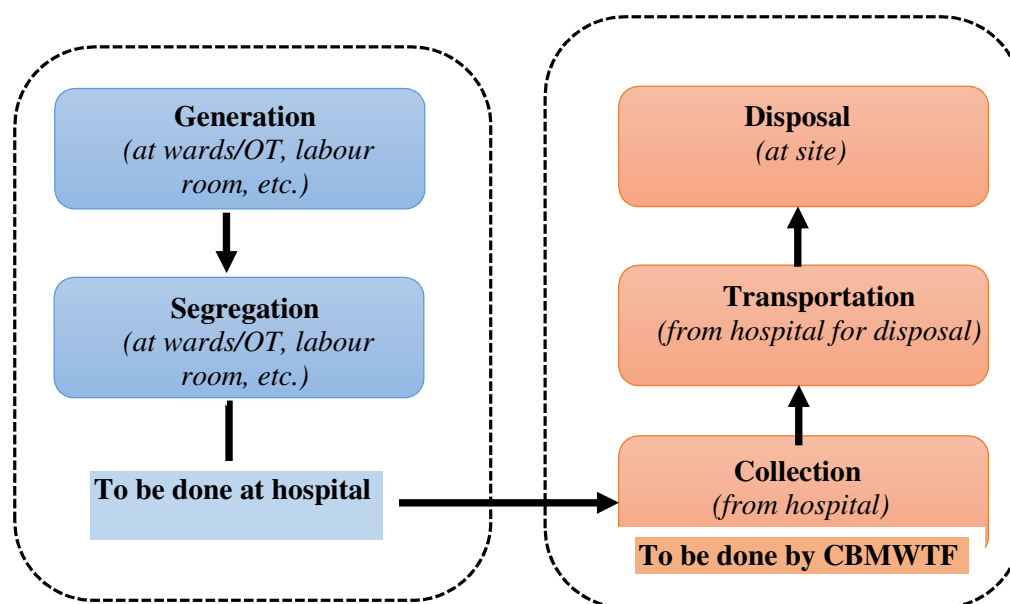 Generation
(at wards/OT, labour
room, etc.)
Segregation
(at wards/OT, labour
room, etc.)
To be done at hospital
Disposal
(at site)
Transportation
(from hospital for disposal)
Collection
(from hospital)
To be done by CBMWTF